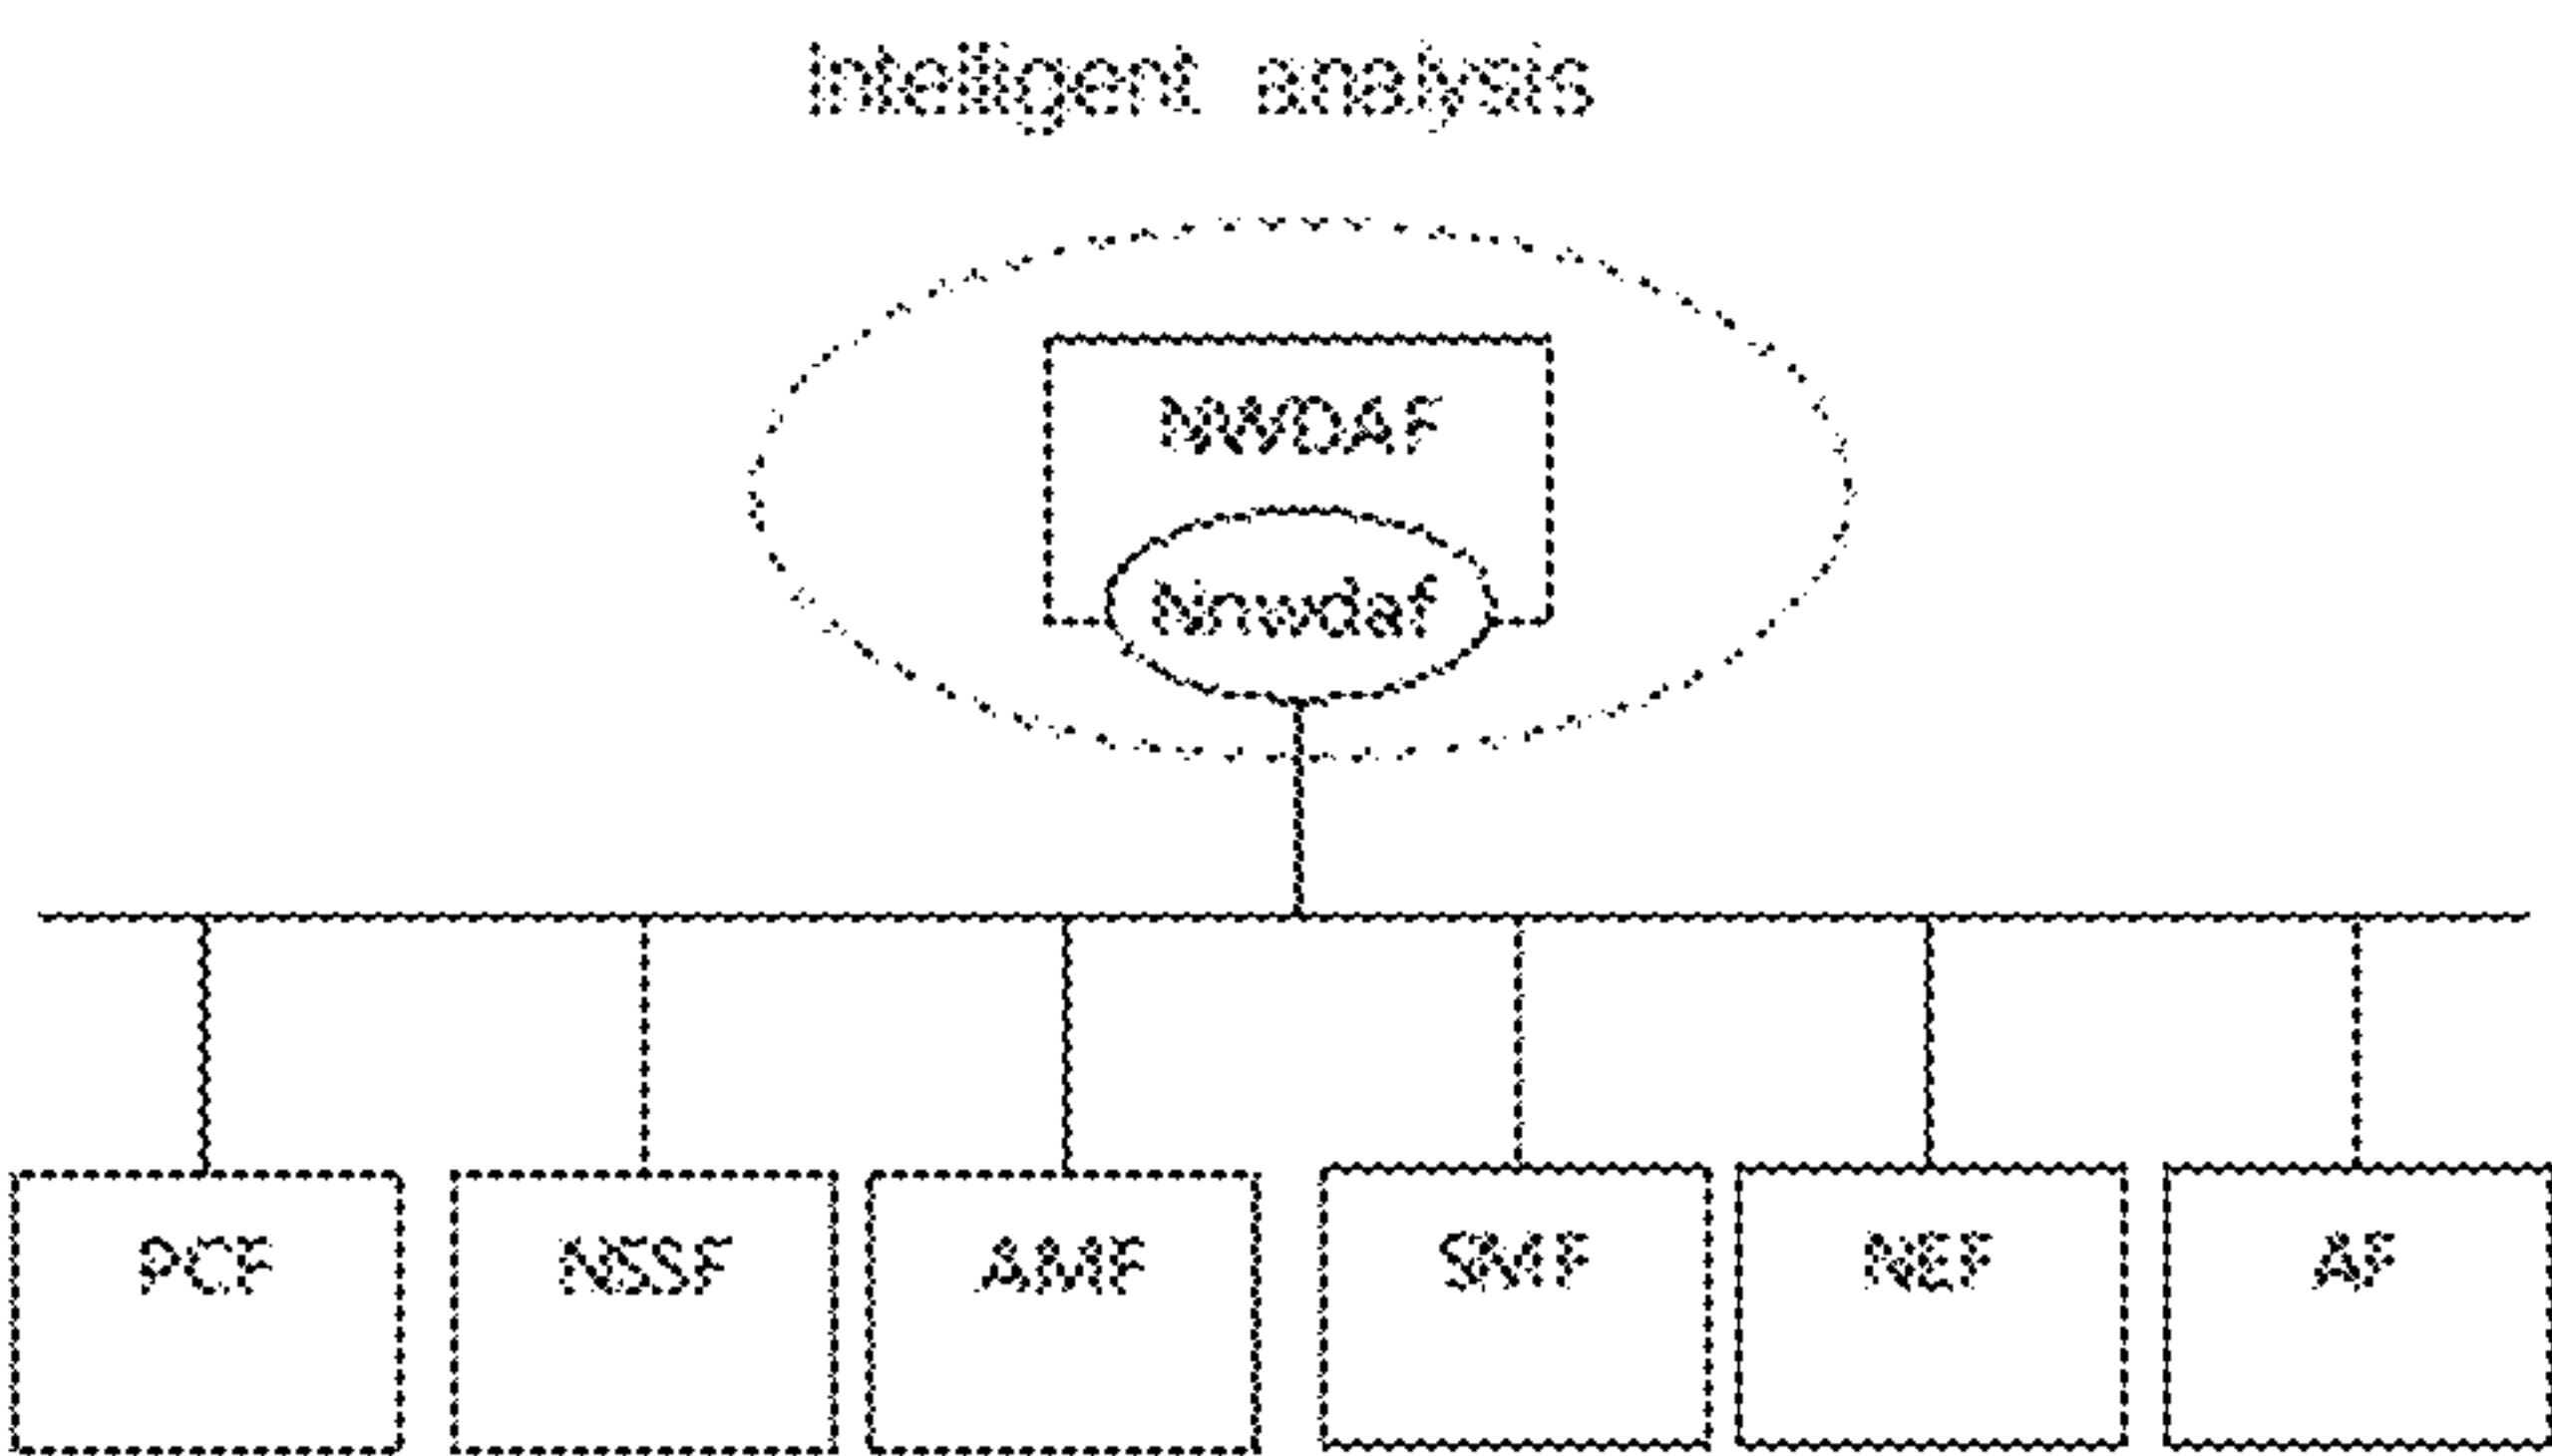 Intelligent analysis
NWDAF
Nnwdaf
PCF
NSSF
AMF
SMF
NEF
AF